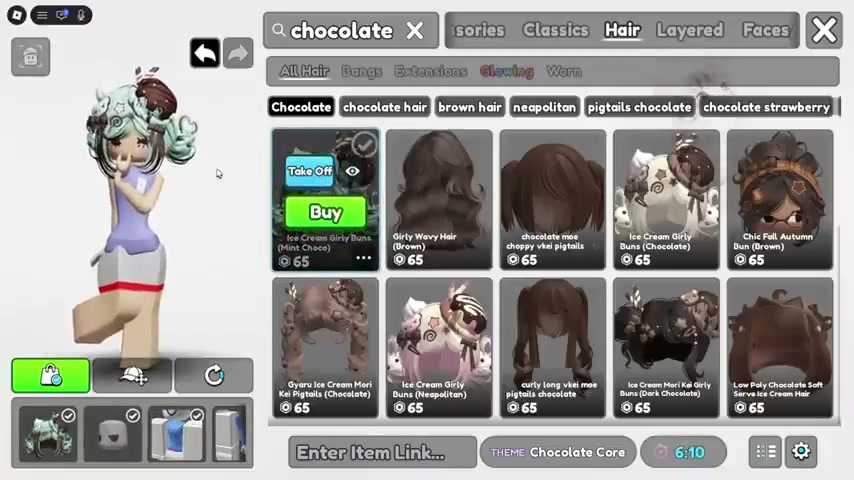 chocolate
ssories Classics Hair Layered Faces
All Hair Bangs Extensions Glowing Worn
Chocolate chocolate hair brown hair neapolitan pigtails chocolate chocolate strawberry
Take Off
Buy
Ice Cream Girly Buns (Mint Choco)
65
Girly Wavy Hair (Brown)
65
chocolate moe choppy vkei pigtails
65
Ice Cream Girly Buns (Chocolate)
65
Chic Fall Autumn Bun (Brown)
65
Gyaru Ice Cream Mori Kei Pigtails (Chocolate)
65
Ice Cream Girly Buns (Neapolitan)
65
curly long vkei moe pigtails chocolate
65
Ice Cream Mori Kei Girly Buns (Dark Chocolate)
65
Low Poly Chocolate Soft Serve Ice Cream Hair
65
Enter Item Link... THEME Chocolate Core 6:10